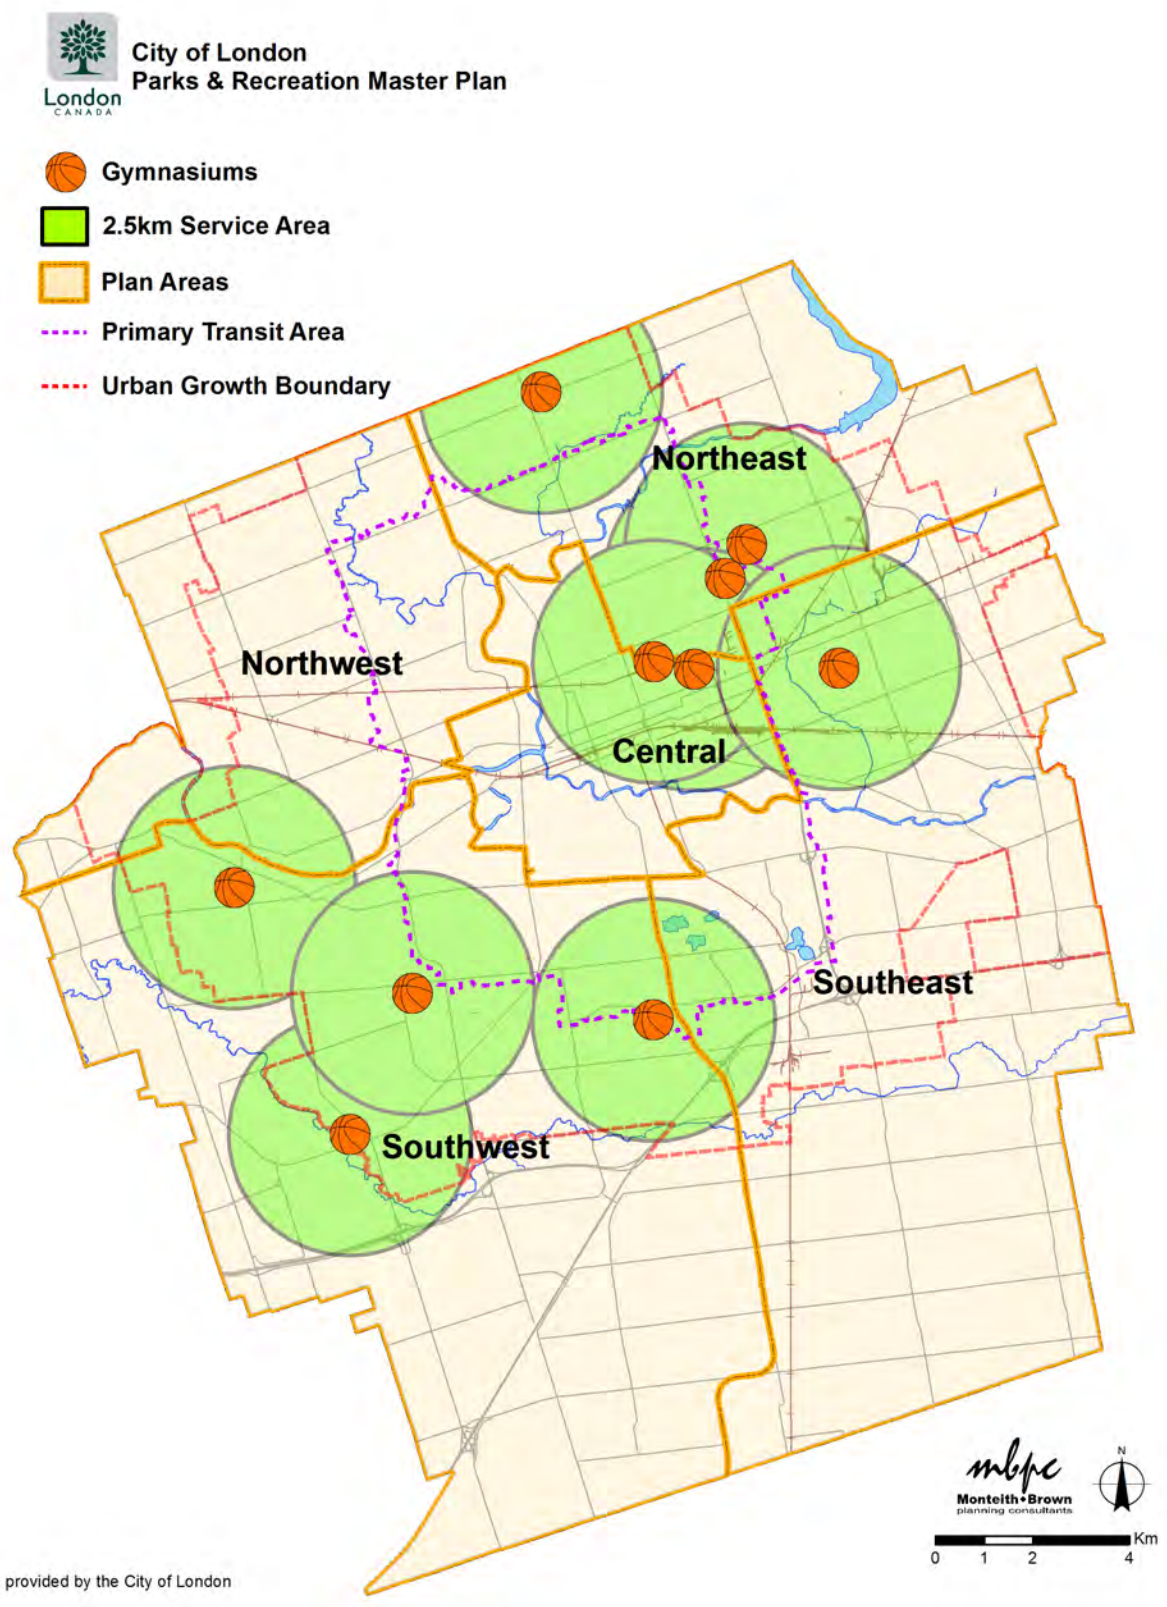 City of London
Parks & Recreation Master Plan
London
CANADA
Gymnasiums
2.5km Service Area
Plan Areas
Primary Transit Area
Urban Growth Boundary
Northeast
Northwest
Central
Southeast
Southwest
mbpc
Monteith•Brown
planning consultants
N
Km
0 1 2 4
provided by the City of London